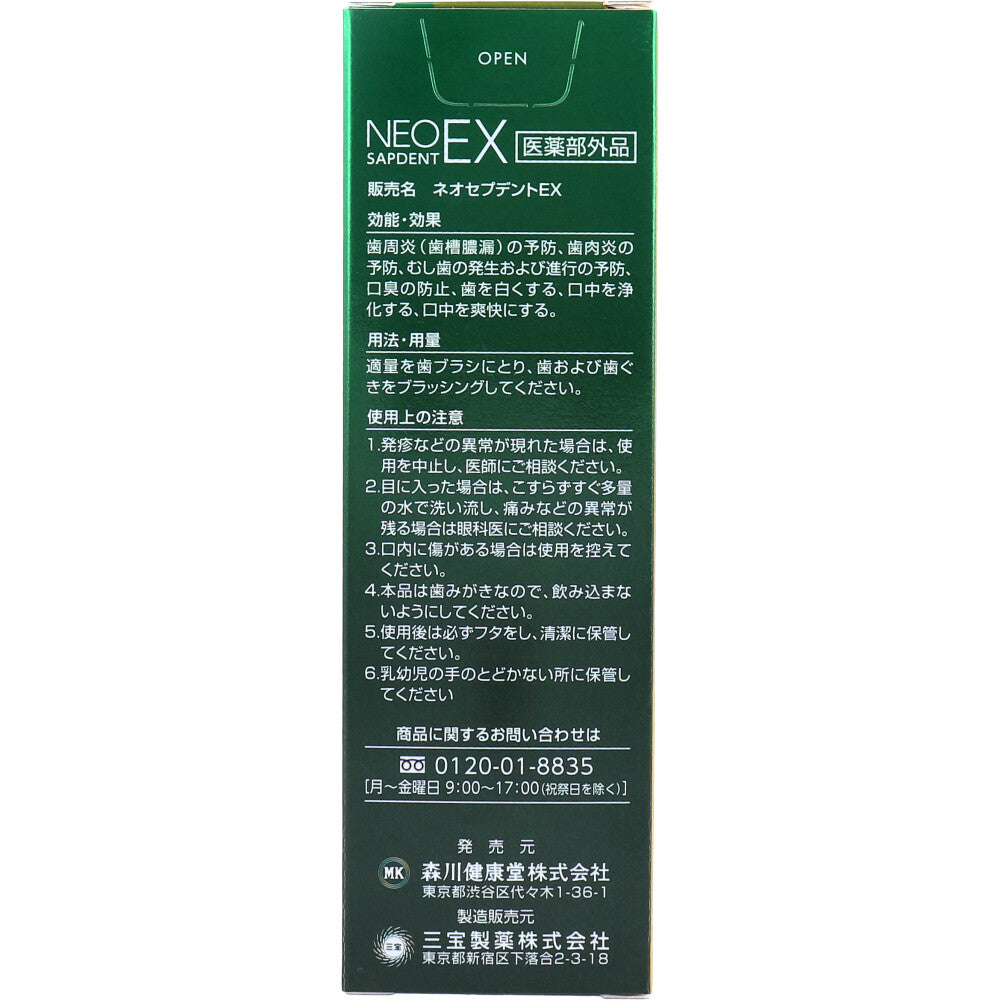 OPEN
NEO
SAPDENT
EX
医薬部外品
販売名 ネオセプデントEX
効能・効果
歯周炎(歯槽膿漏)の予防、歯肉炎の
予防、むし歯の発生および進行の予防、
口臭の防止、歯を白くする、口中を浄
化する、口中を爽快にする。
用法・用量
適量を歯ブラシにとり、歯および歯ぐ
きをブラッシングしてください。
使用上の注意
1.発疹などの異常が現れた場合は、使
用を中止し、医師にご相談ください。
2.目に入った場合は、こすらずすぐ多量
の水で洗い流し、痛みなどの異常が
残る場合は眼科医にご相談ください。
3.口内に傷がある場合は使用を控えて
ください。
4.本品は歯みがきなので、飲み込まな
いようにしてください。
5.使用後は必ずフタをし、清潔に保管し
てください。
6.乳幼児の手のとどかない所に保管し
てください
商品に関するお問い合わせは
0120-01-8835
[月〜金曜日 9:00〜17:00(祝祭日を除く)]
発売元
MK 森川健康堂株式会社
東京都渋谷区代々木1-36-1
製造販売元
三宝 三宝製薬株式会社
東京都新宿区下落合2-3-18